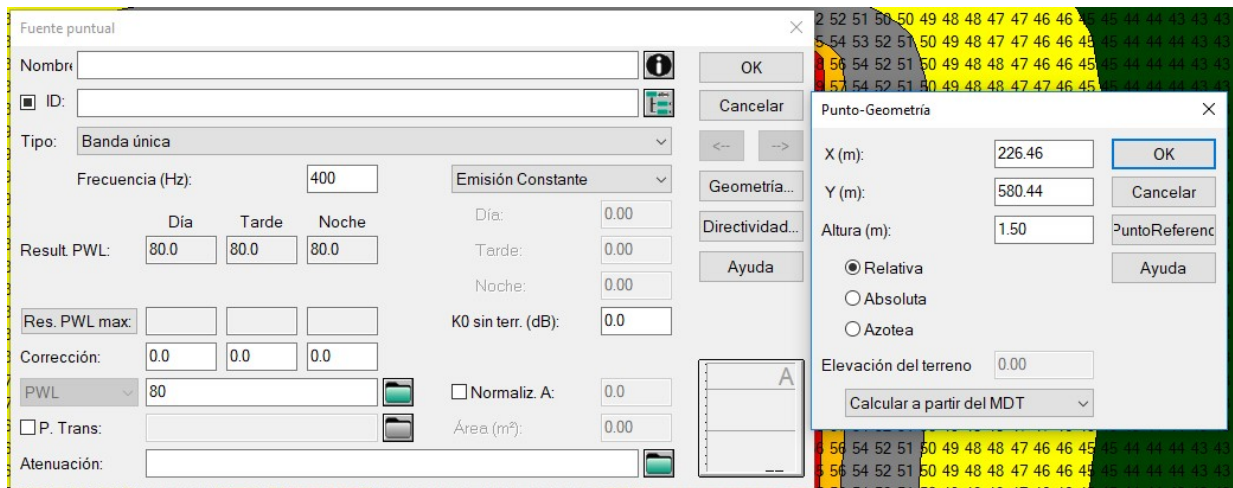 Fuente puntual
Nombre
OK
ID:
Cancelar
Tipo: Banda única
<-- -->
Frecuencia (Hz): 400 Emisión Constante
Geometría...
Día Tarde Noche
Día: 0.00
Directividad...
Result. PWL: 80.0 80.0 80.0
Tarde: 0.00
Ayuda
Noche: 0.00
Res. PWL max:
K0 sin terr. (dB): 0.0
Corrección: 0.0 0.0 0.0
PWL 80
Normaliz. A: 0.0
A
P. Trans:
Área (m²): 0.00
Atenuación:
--
2 52 51 50 50 49 48 48 47 47 46 46 45 45 44 44 43 43 43
5 54 53 52 51 50 49 48 47 47 46 46 45 45 44 44 43 43
56 54 52 51 50 49 48 47 47 46 46 45 45 44 44 43 43
57 54 52 51 50 49 48 47 47 46 46 45 45 44 44 43 43
Punto-Geometría
X (m): 226.46 OK
Y (m): 580.44 Cancelar
Altura (m): 1.50 PuntoReferenc
Relativa Ayuda
Absoluta
Azotea
Elevación del terreno 0.00
Calcular a partir del MDT
56 54 52 51 50 49 48 48 47 46 46 45 45 44 44 43 43
56 54 52 51 50 49 48 48 47 46 46 45 45 44 44 43 43